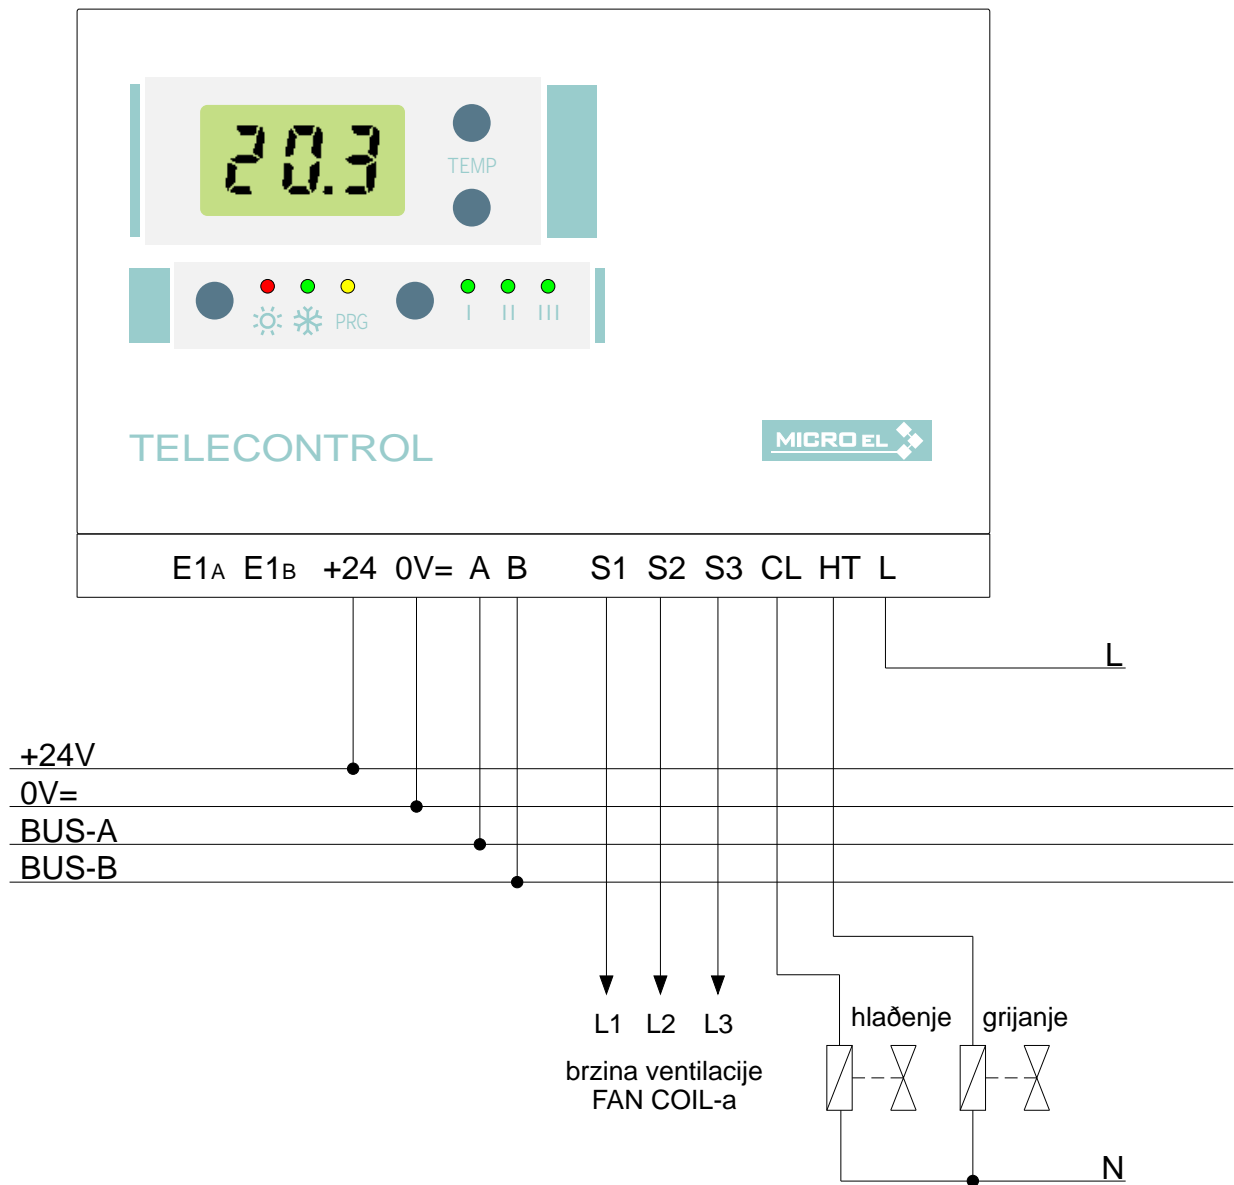 20.3
TEMP
PRG I II III
TELECONTROL
MICRO EL
E1A E1B +24 0V= A B S1 S2 S3 CL HT L
L
+24V
0V=
BUS-A
BUS-B
L1 L2 L3
hlaðenje grijanje
brzina ventilacije
FAN COIL-a
N